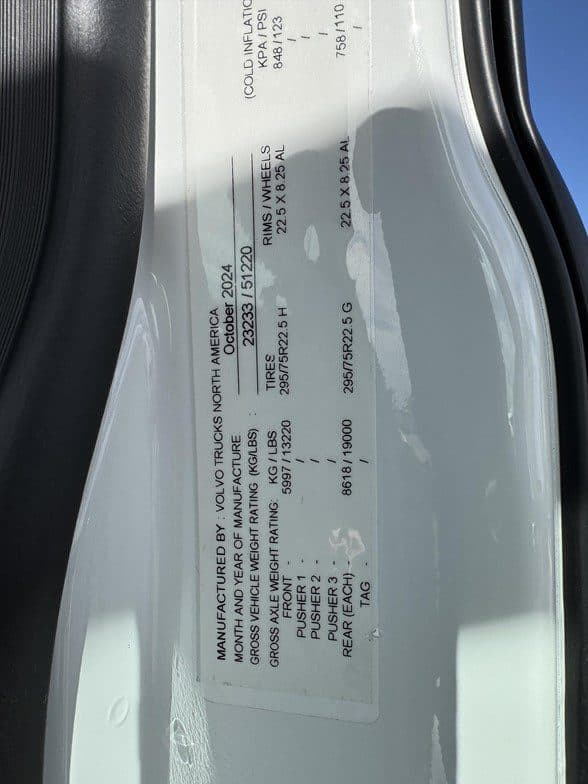 MANUFACTURED BY : VOLVO TRUCKS NORTH AMERICA
MONTH AND YEAR OF MANUFACTURE October 2024
GROSS VEHICLE WEIGHT RATING (KG/LBS) : 23233 / 51220
GROSS AXLE WEIGHT RATING: KG / LBS TIRES RIMS / WHEELS (COLD INFLATIO KPA / PSI
FRONT - 5997 / 13220 295/75R22.5 H 22.5 X 8.25 AL 848 / 123
PUSHER 1 - / /
PUSHER 2 - / /
PUSHER 3 - /
REAR (EACH) - 8618 / 19000 295/75R22.5 G 22.5 X 8.25 AL 758 / 110
TAG - / /